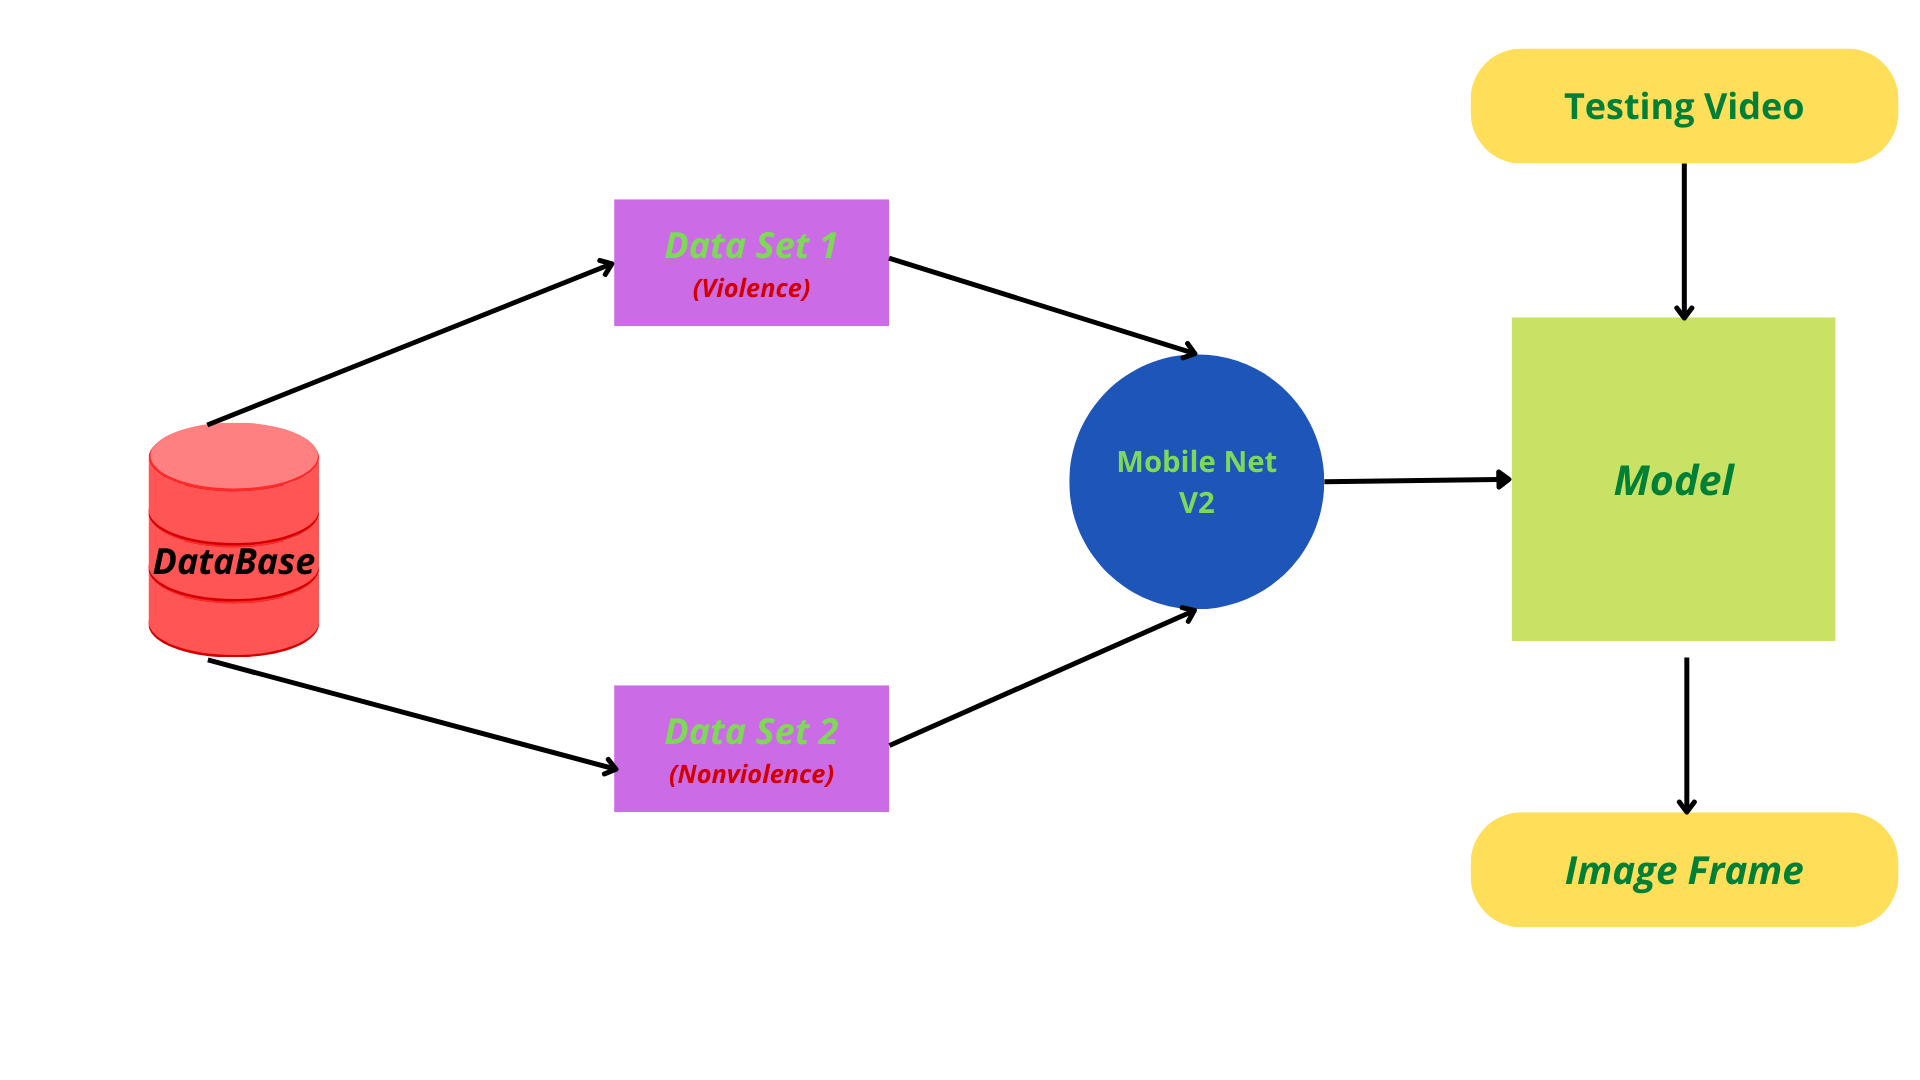 Testing Video
Data Set 1
(Violence)
Mobile Net
V2
Model
DataBase
Data Set 2
(Nonviolence)
Image Frame